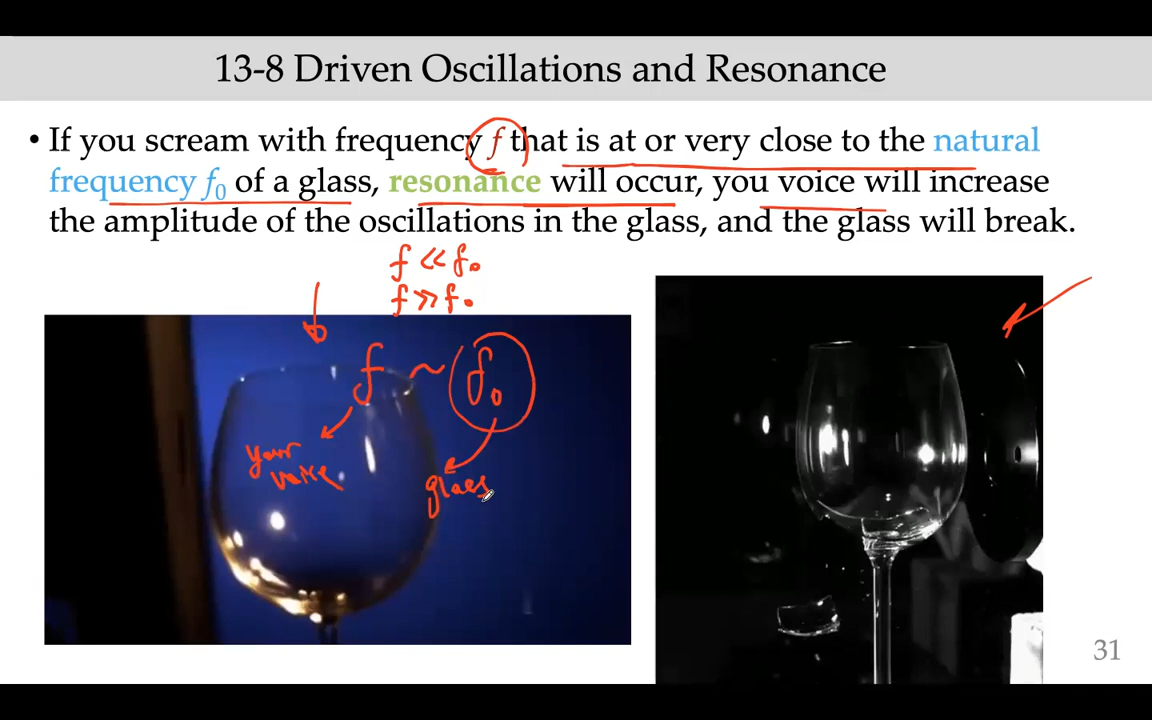 13-8 Driven Oscillations and Resonance
• If you scream with frequency f that is at or very close to the natural
frequency f₀ of a glass, resonance will occur, you voice will increase
the amplitude of the oscillations in the glass, and the glass will break.
f << f₀
f >> f₀
f ~ f₀
your
voice
glass
31